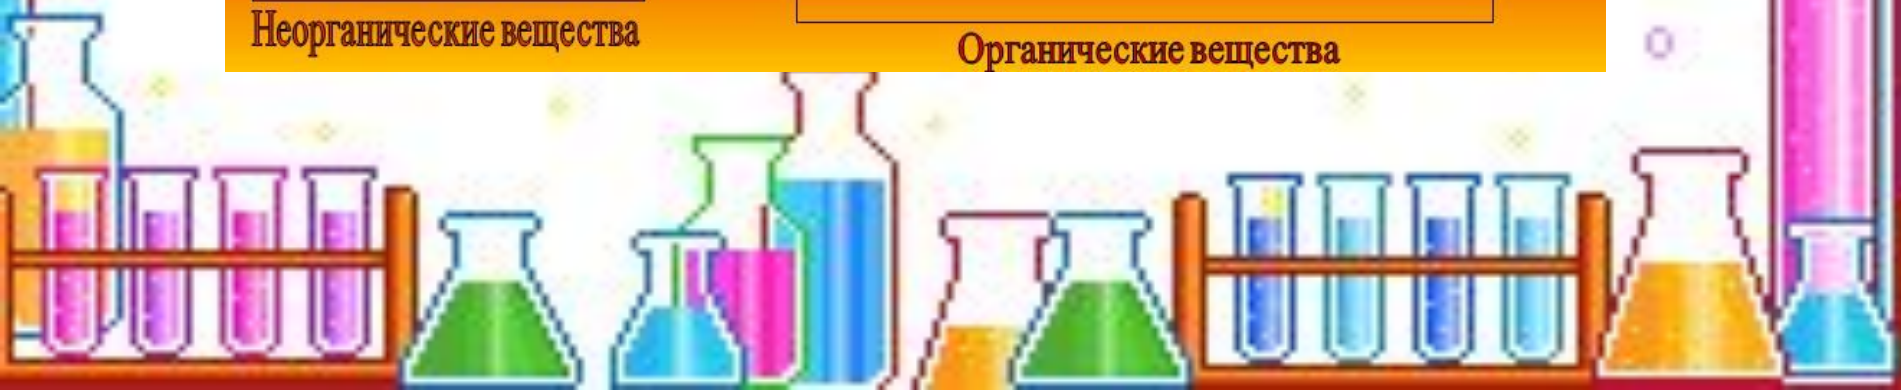 Неорганические вещества
Органические вещества